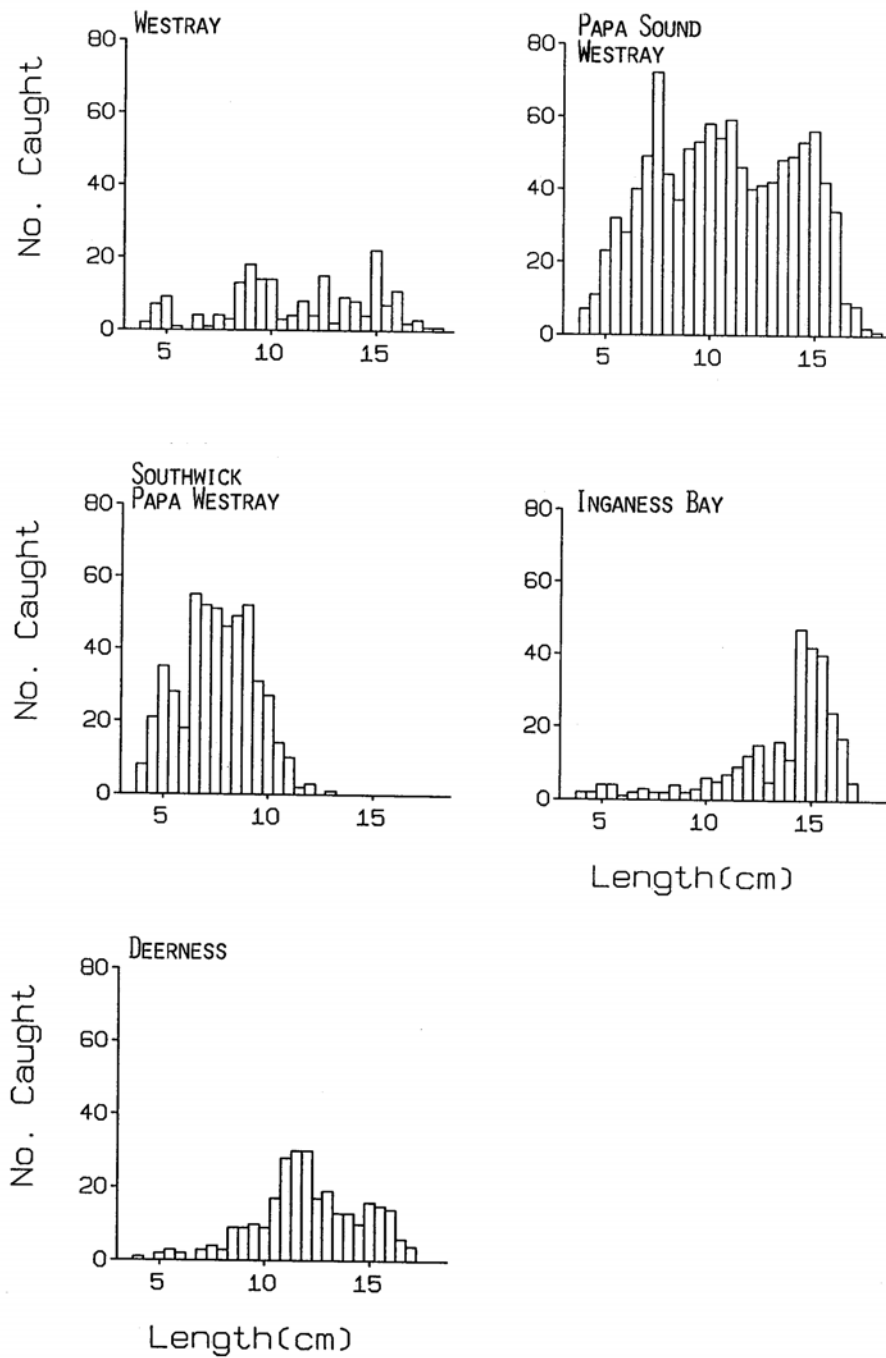 WESTRAY
80
60
40
20
0
5 10 15
No. Caught
PAPA SOUND
WESTRAY
80
60
40
20
0
5 10 15
SOUTHWICK
PAPA WESTRAY
80
60
40
20
0
5 10 15
No. Caught
INGANESS BAY
80
60
40
20
0
5 10 15
Length(cm)
DEERNESS
80
60
40
20
0
5 10 15
No. Caught
Length(cm)